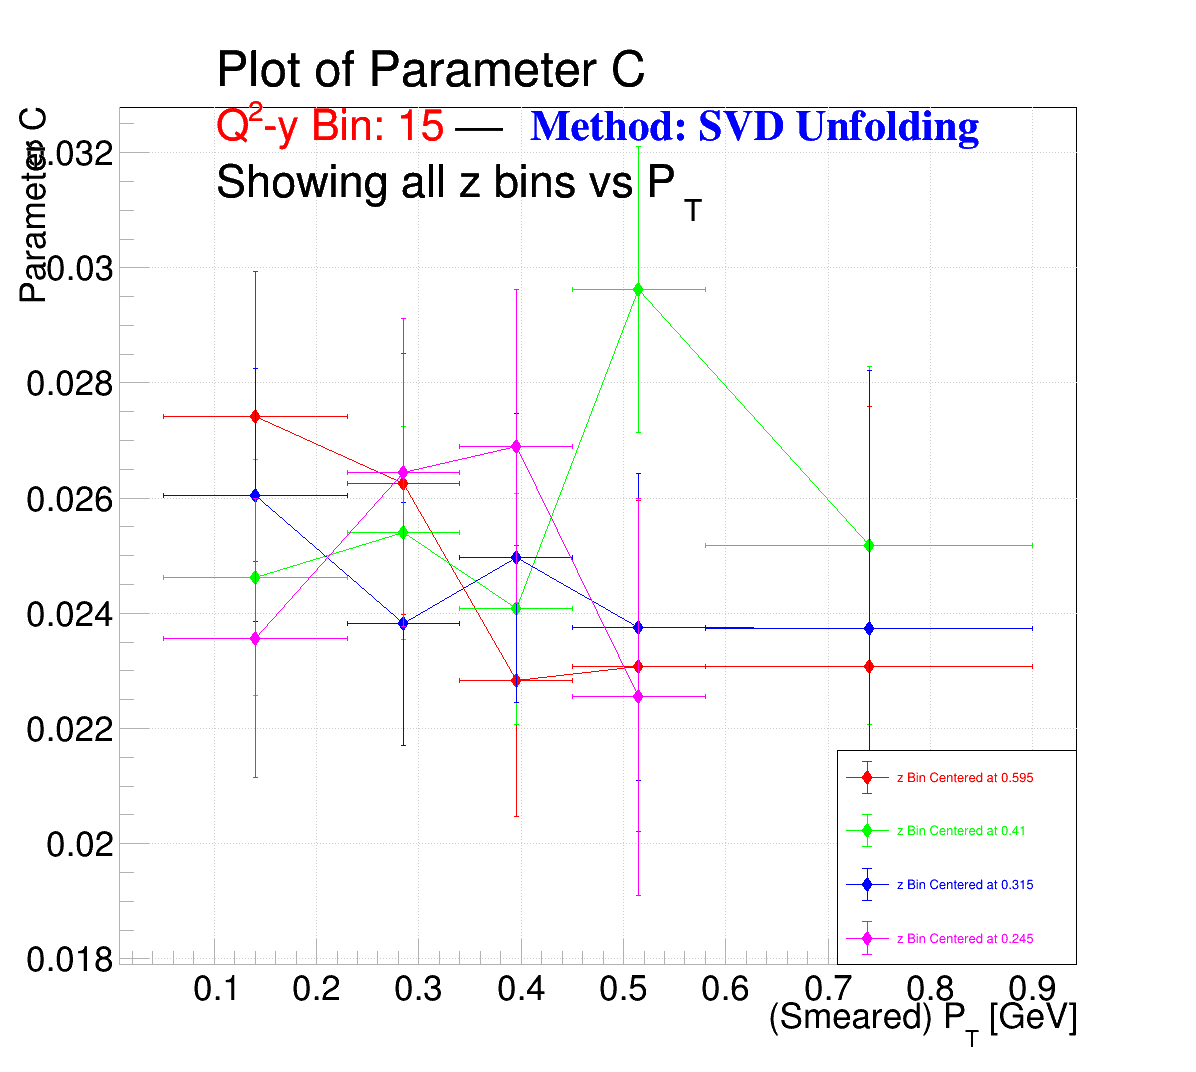 Plot of Parameter C
Q²-y Bin: 15 — Method: SVD Unfolding
Showing all z bins vs P_T
Parameter C
0.032
0.03
0.028
0.026
0.024
0.022
0.02
0.018
z Bin Centered at 0.595
z Bin Centered at 0.41
z Bin Centered at 0.315
z Bin Centered at 0.245
0.1 0.2 0.3 0.4 0.5 0.6 0.7 0.8 0.9
(Smeared) P_T [GeV]